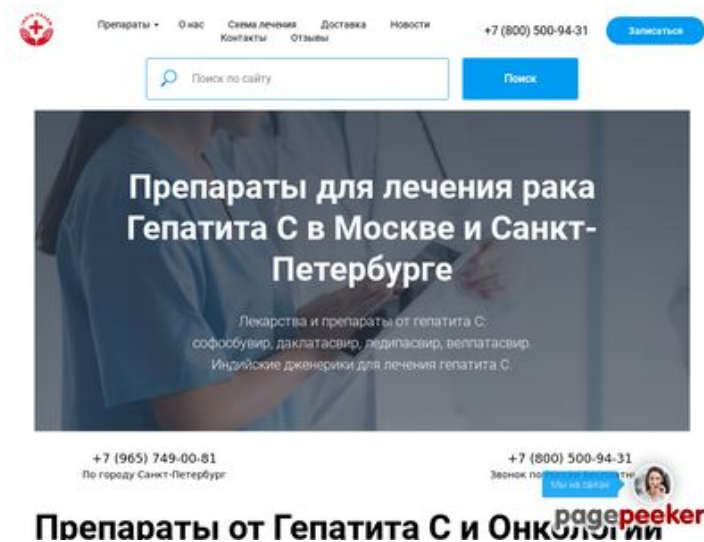 Препараты О нас Схема лечения Доставка Новости
Контакты Отзывы
+7 (800) 500-94-31
Записаться
Поиск по сайту
Поиск
Препараты для лечения рака
Гепатита С в Москве и Санкт-
Петербурге
Лекарства и препараты от гепатита С:
софосбувир, даклатасвир, ледипасвир, велпатасвир.
Индийские дженерики для лечения гепатита С.
+7 (965) 749-00-81
По городу Санкт-Петербург
+7 (800) 500-94-31
Звонок по
Мы на связи
pagepeeker
Препараты от Гепатита С и Онкологии